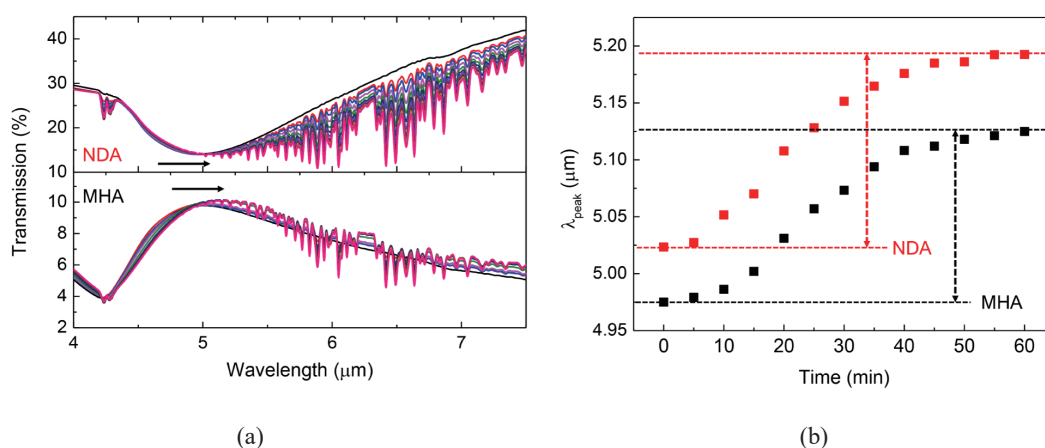 40
30
20
10
Transmission (%)
NDA
MHA
10
8
6
4
2
4
5
6
7
Wavelength (μm)
(a)
5.20
5.15
5.10
5.05
5.00
4.95
λpeak (μm)
NDA
MHA
0
10
20
30
40
50
60
Time (min)
(b)